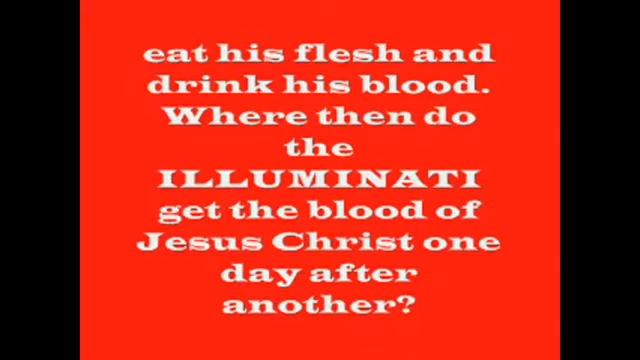 eat his flesh and
drink his blood.
Where then do
the
ILLUMINATI
get the blood of
Jesus Christ one
day after
another?